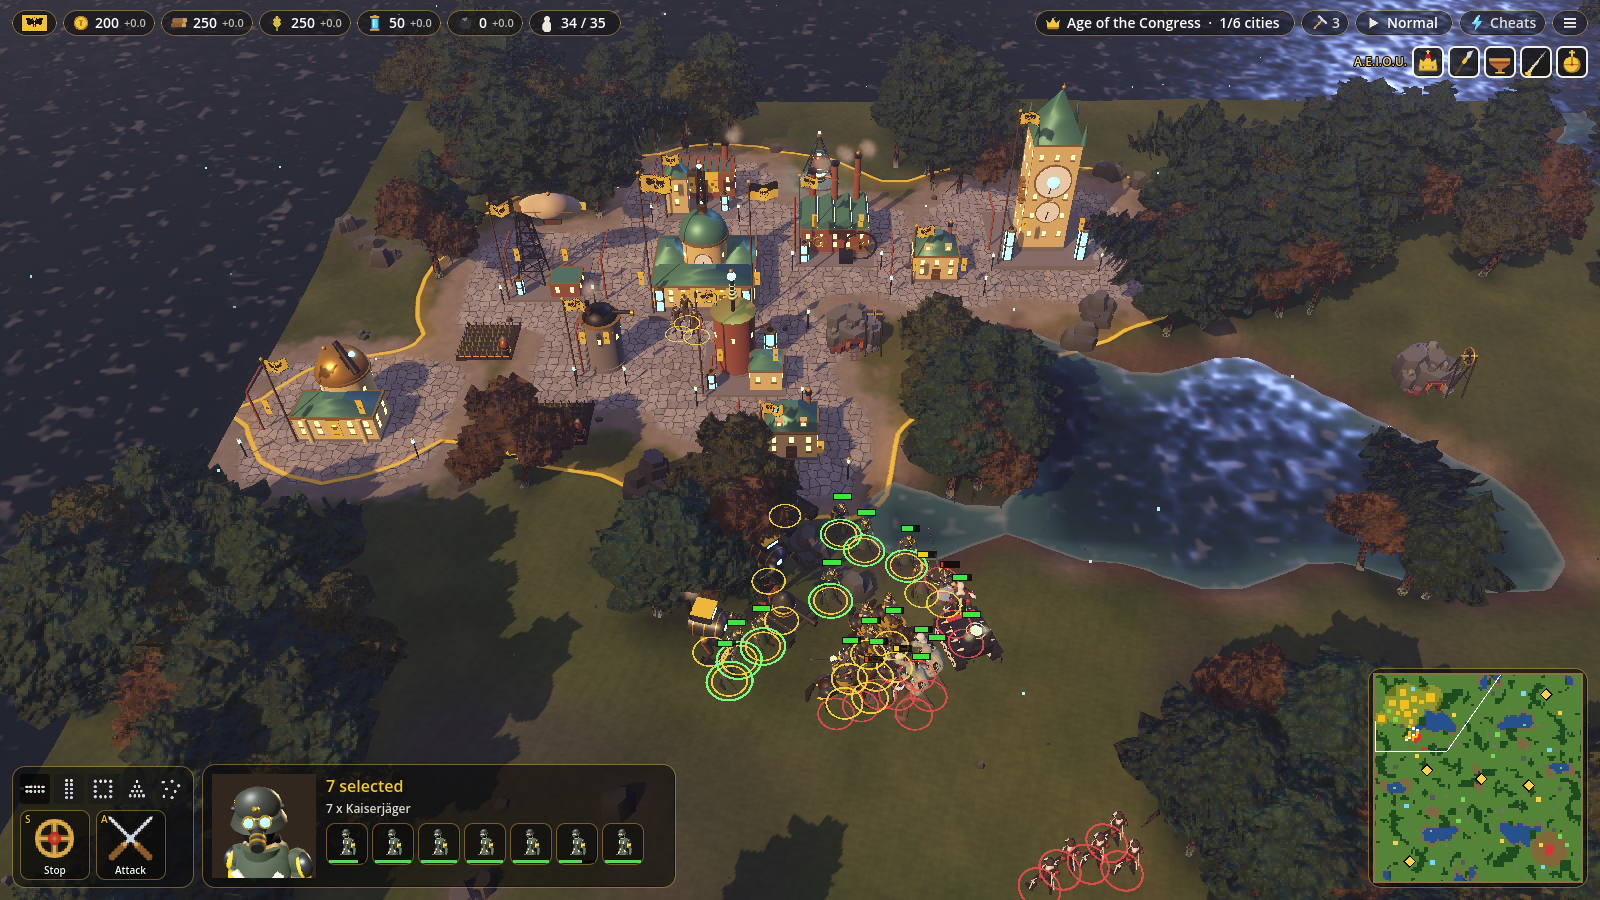 200 +0.0
250 +0.0
250 +0.0
50 +0.0
0 +0.0
34 / 35
Age of the Congress · 1/6 cities
3
Normal
Cheats
A.E.I.O.U.
S
Stop
A
Attack
7 selected
7 x Kaiserjäger